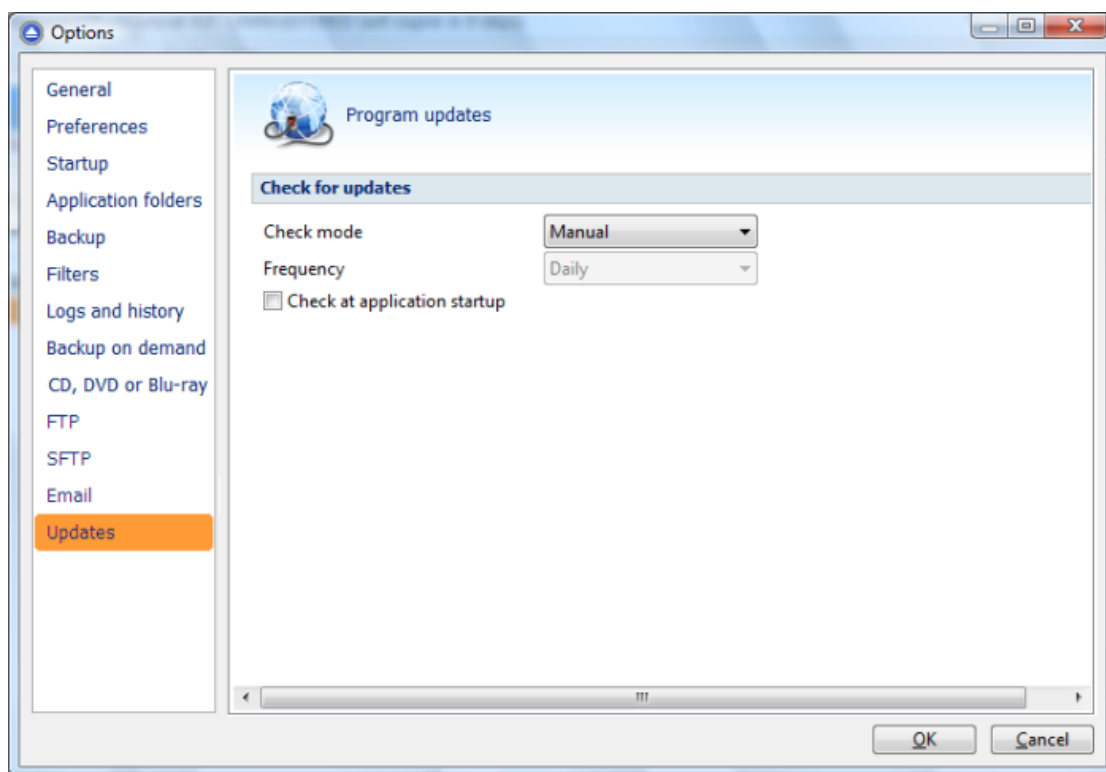 Options
General
Preferences
Startup
Application folders
Backup
Filters
Logs and history
Backup on demand
CD, DVD or Blu-ray
FTP
SFTP
Email
Updates
Program updates
Check for updates
Check mode Manual
Frequency Daily
Check at application startup
OK Cancel